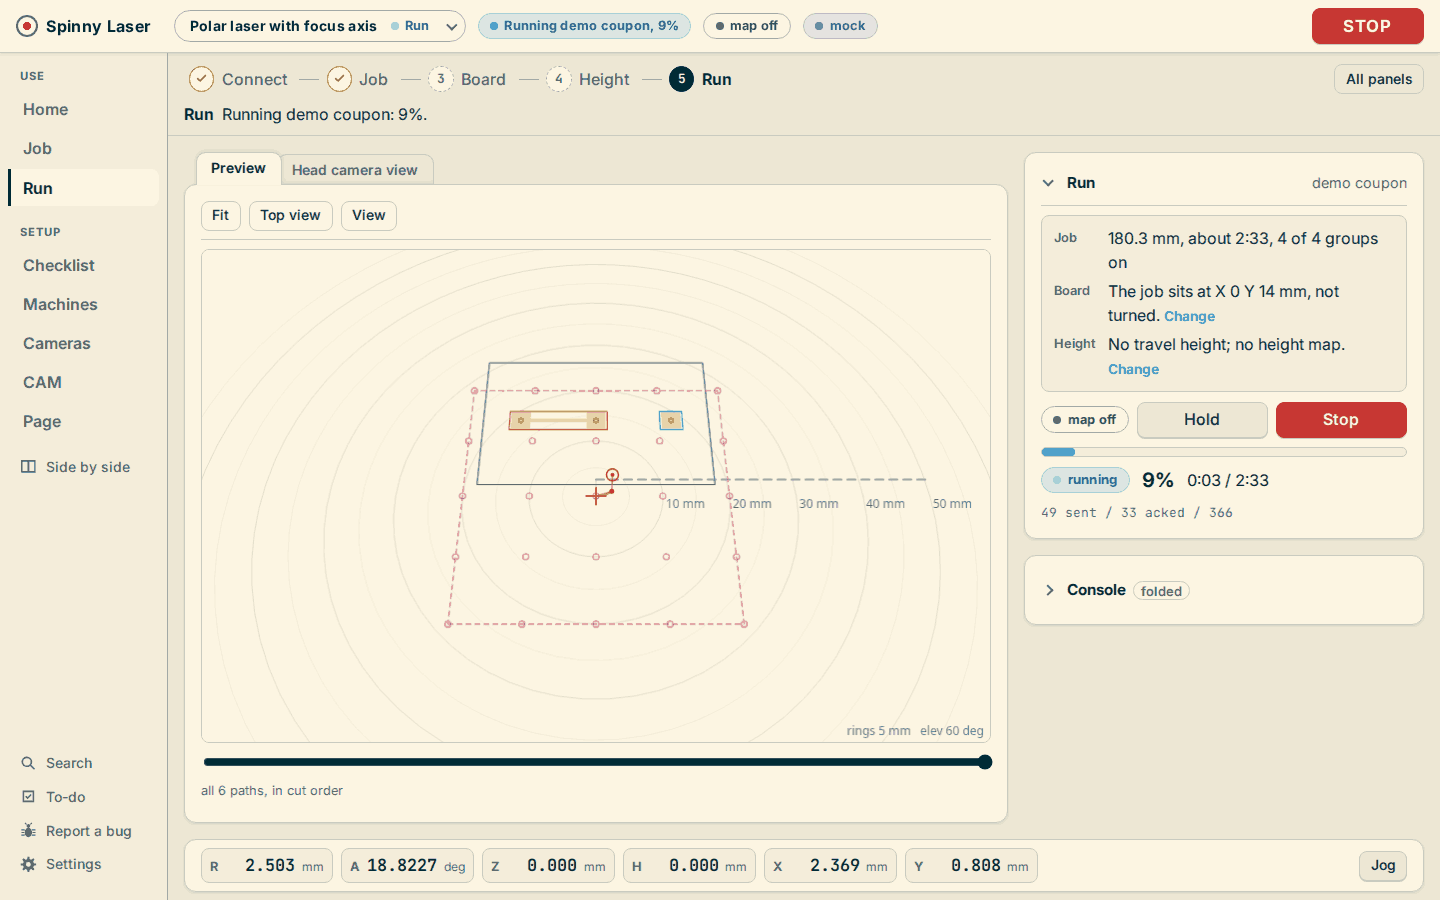 Spinny Laser
Polar laser with focus axis
Run
Running demo coupon, 9%
map off
mock
STOP
USE
Home
Job
Run
SETUP
Checklist
Machines
Cameras
CAM
Page
Side by side
Search
To-do
Report a bug
Settings
Connect
Job
3 Board
4 Height
5 Run
All panels
Run Running demo coupon: 9%.
Preview
Head camera view
Fit
Top view
View
10 mm
20 mm
30 mm
40 mm
50 mm
rings 5 mm elev 60 deg
all 6 paths, in cut order
Run
demo coupon
Job 180.3 mm, about 2:33, 4 of 4 groups
on
Board The job sits at X 0 Y 14 mm, not
turned. Change
Height No travel height; no height map.
Change
map off
Hold
Stop
running 9% 0:03 / 2:33
49 sent / 33 acked / 366
Console folded
R 2.503 mm
A 18.8227 deg
Z 0.000 mm
H 0.000 mm
X 2.369 mm
Y 0.808 mm
Jog